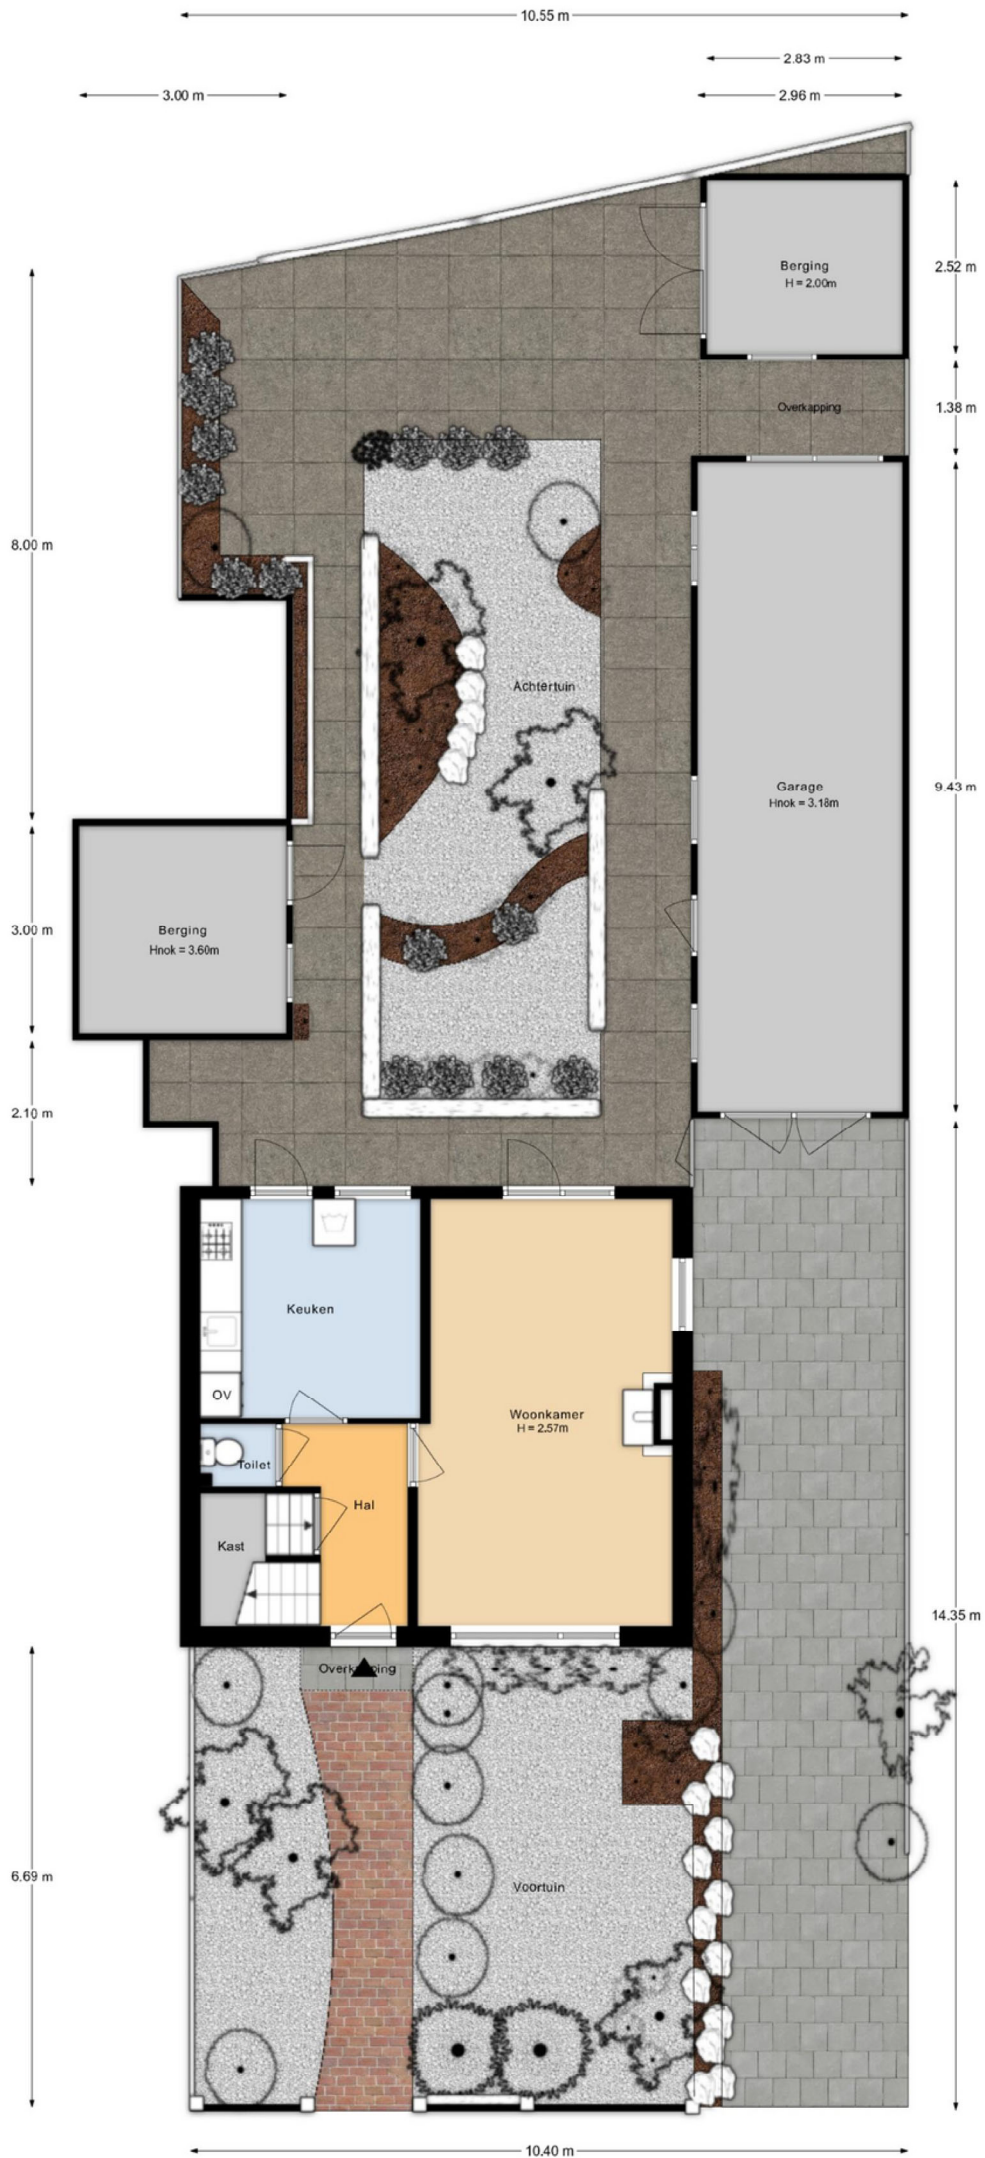 10.55 m
2.83 m
3.00 m
2.96 m
Berging
H = 2.00m
2.52 m
Overkapping
1.38 m
8.00 m
Achtertuin
Garage
Hnok = 3.18m
9.43 m
Berging
Hnok = 3.60m
3.00 m
2.10 m
Keuken
OV
Woonkamer
H = 2.57m
Toilet
Hal
Kast
14.35 m
Overkapping
6.69 m
Voortuin
10.40 m